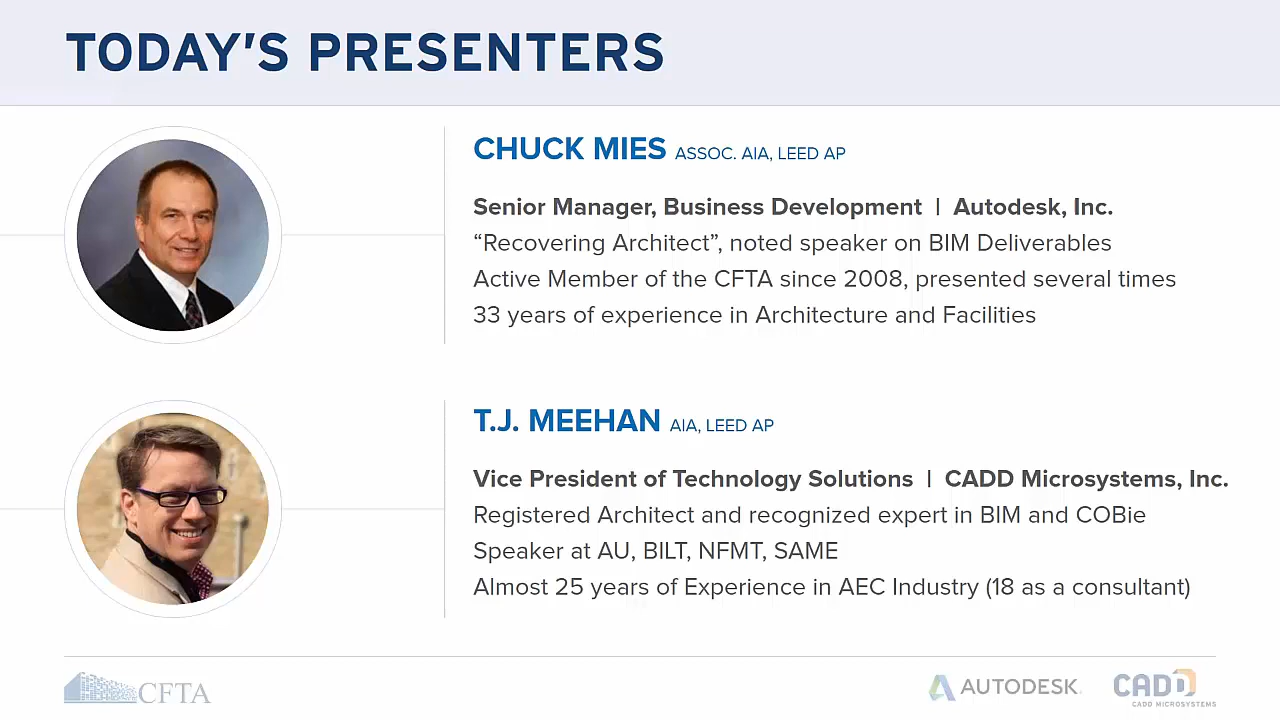 TODAY'S PRESENTERS
CHUCK MIES ASSOC. AIA, LEED AP
Senior Manager, Business Development | Autodesk, Inc.
“Recovering Architect”, noted speaker on BIM Deliverables
Active Member of the CFTA since 2008, presented several times
33 years of experience in Architecture and Facilities
T.J. MEEHAN AIA, LEED AP
Vice President of Technology Solutions | CADD Microsystems, Inc.
Registered Architect and recognized expert in BIM and COBie
Speaker at AU, BILT, NFMT, SAME
Almost 25 years of Experience in AEC Industry (18 as a consultant)
CFTA
AUTODESK.
CADD
CADD MICROSYSTEMS